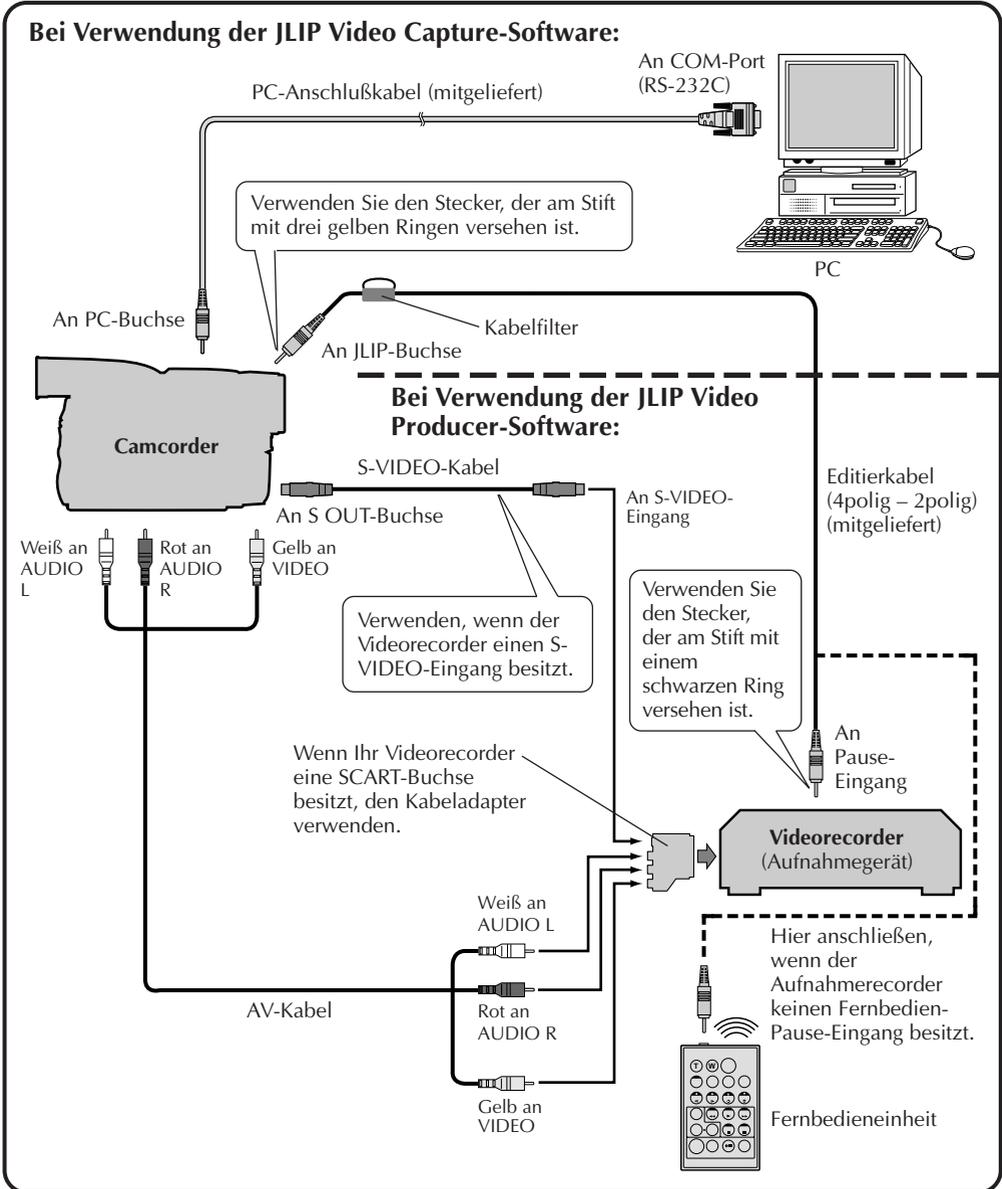 Bei Verwendung der JLIP Video Capture-Software:
An COM-Port
(RS-232C)
PC-Anschlußkabel (mitgeliefert)
Verwenden Sie den Stecker, der am Stift
mit drei gelben Ringen versehen ist.
PC
An PC-Buchse
Kabelfilter
An JLIP-Buchse
Bei Verwendung der JLIP Video
Producer-Software:
Camcorder
S-VIDEO-Kabel
An S OUT-Buchse
An S-VIDEO-
Eingang
Editierkabel
(4polig – 2polig)
(mitgeliefert)
Weiß an
AUDIO
L
Rot an
AUDIO
R
Gelb an
VIDEO
Verwenden, wenn der
Videorecorder einen S-
VIDEO-Eingang besitzt.
Verwenden Sie
den Stecker,
der am Stift mit
einem
schwarzen Ring
versehen ist.
An
Pause-
Eingang
Wenn Ihr Videorecorder
eine SCART-Buchse
besitzt, den Kabeladapter
verwenden.
Videorecorder
(Aufnahmegerät)
Weiß an
AUDIO L
AV-Kabel
Rot an
AUDIO R
Gelb an
VIDEO
Hier anschließen,
wenn der
Aufnahmerecorder
keinen Fernbedien-
Pause-Eingang besitzt.
T W
Fernbedieneinheit